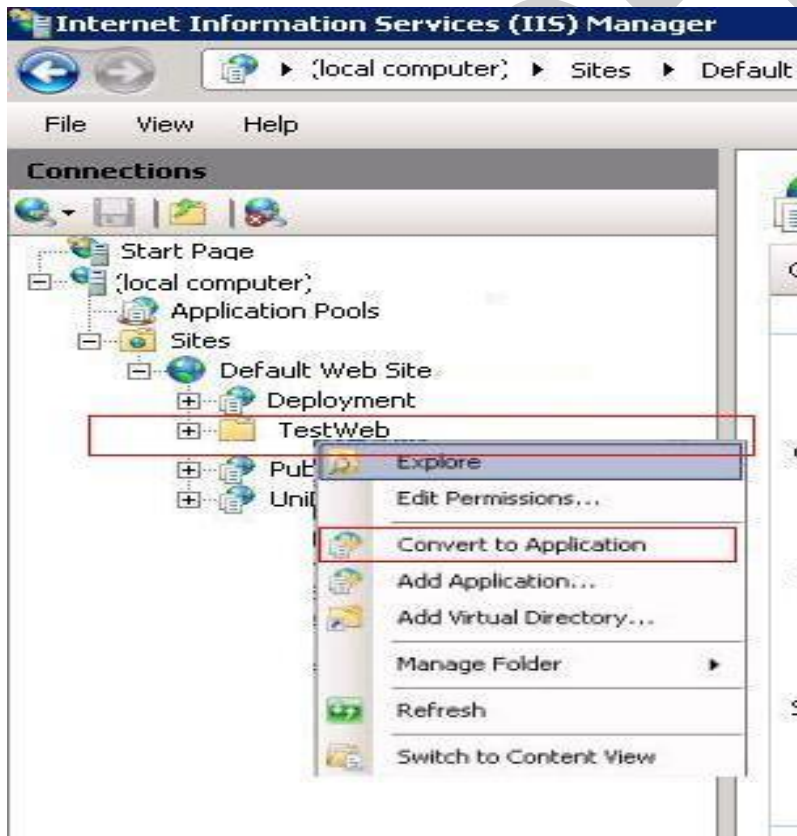 Internet Information Services (IIS) Manager
(local computer) Sites Default
File View Help
Connections
Start Page
(local computer)
Application Pools
Sites
Default Web Site
Deployment
TestWeb
Explore
Edit Permissions...
Convert to Application
Add Application...
Add Virtual Directory...
Manage Folder
Refresh
Switch to Content View